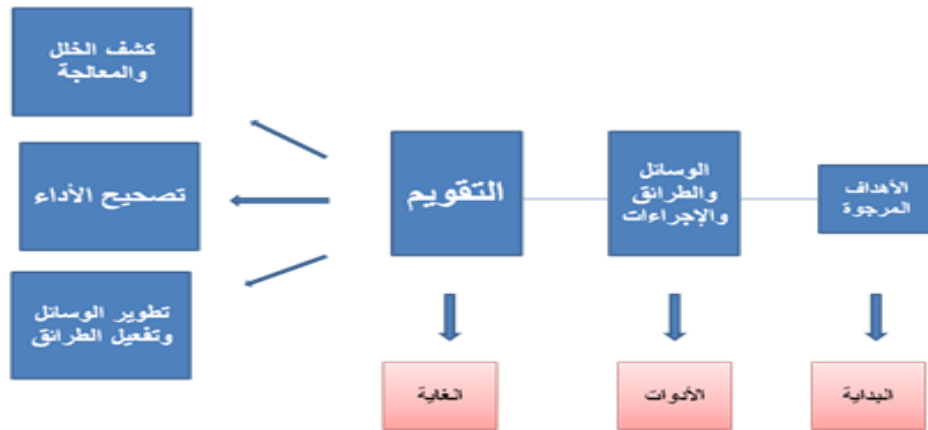 الأهداف
المرجوة
الوسائل
والطرائق
والإجراءات
التقويم
كشف الخلل
والمعالجة
تصحيح الأداء
تطوير الوسائل
وتفعيل الطرائق
البداية
الأدوات
الغاية